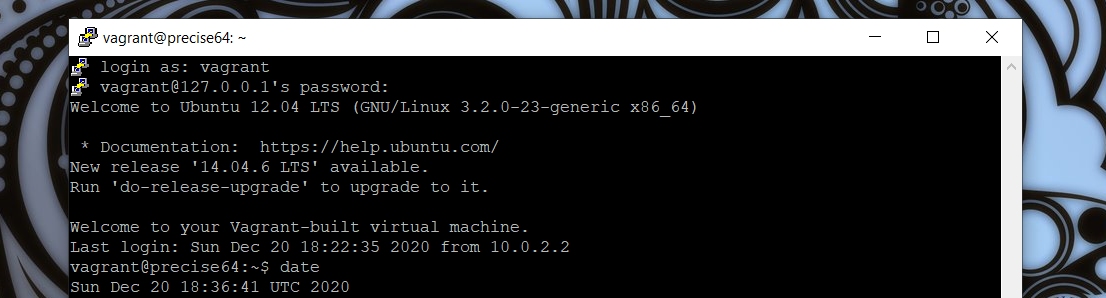 vagrant@precise64: ~
login as: vagrant
vagrant@127.0.0.1's password:
Welcome to Ubuntu 12.04 LTS (GNU/Linux 3.2.0-23-generic x86_64)
* Documentation:  https://help.ubuntu.com/
New release '14.04.6 LTS' available.
Run 'do-release-upgrade' to upgrade to it.
Welcome to your Vagrant-built virtual machine.
Last login: Sun Dec 20 18:22:35 2020 from 10.0.2.2
vagrant@precise64:~$ date
Sun Dec 20 18:36:41 UTC 2020